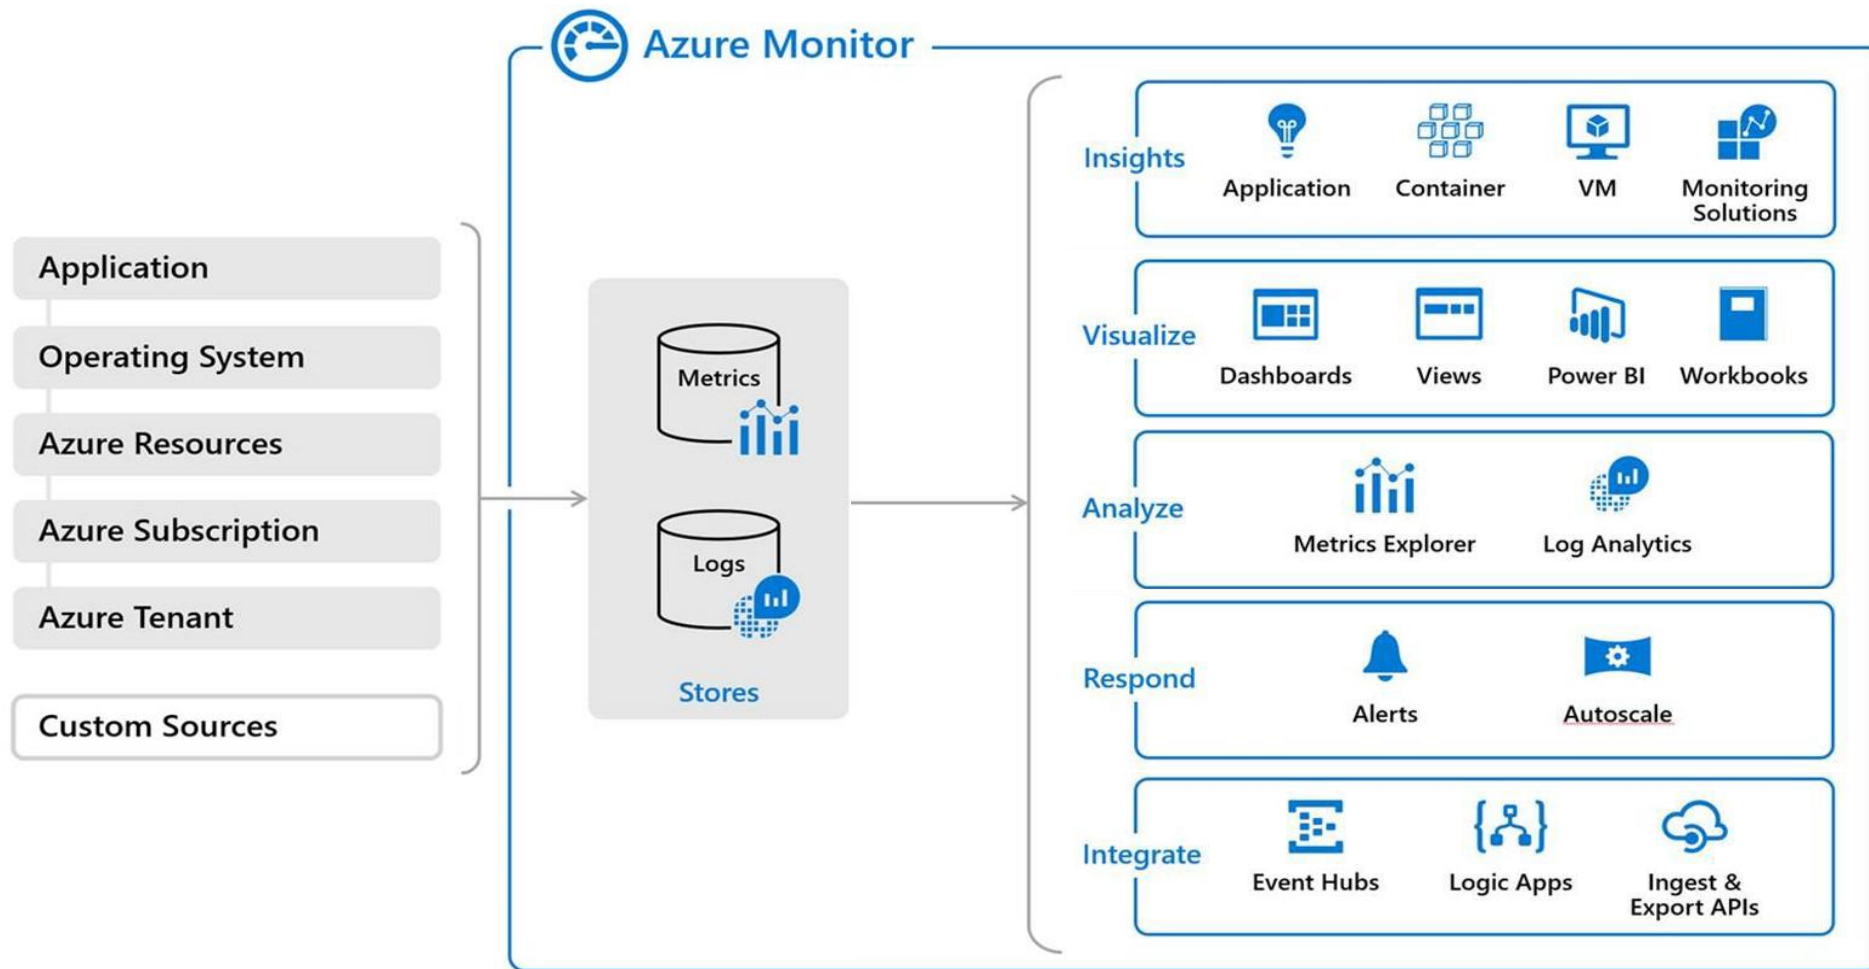 Azure Monitor
Application
Operating System
Azure Resources
Azure Subscription
Azure Tenant
Custom Sources
Metrics
Logs
Stores
Insights
Application
Container
VM
Monitoring
Solutions
Visualize
Dashboards
Views
Power BI
Workbooks
Analyze
Metrics Explorer
Log Analytics
Respond
Alerts
Autoscale
Integrate
Event Hubs
Logic Apps
Ingest &
Export APIs